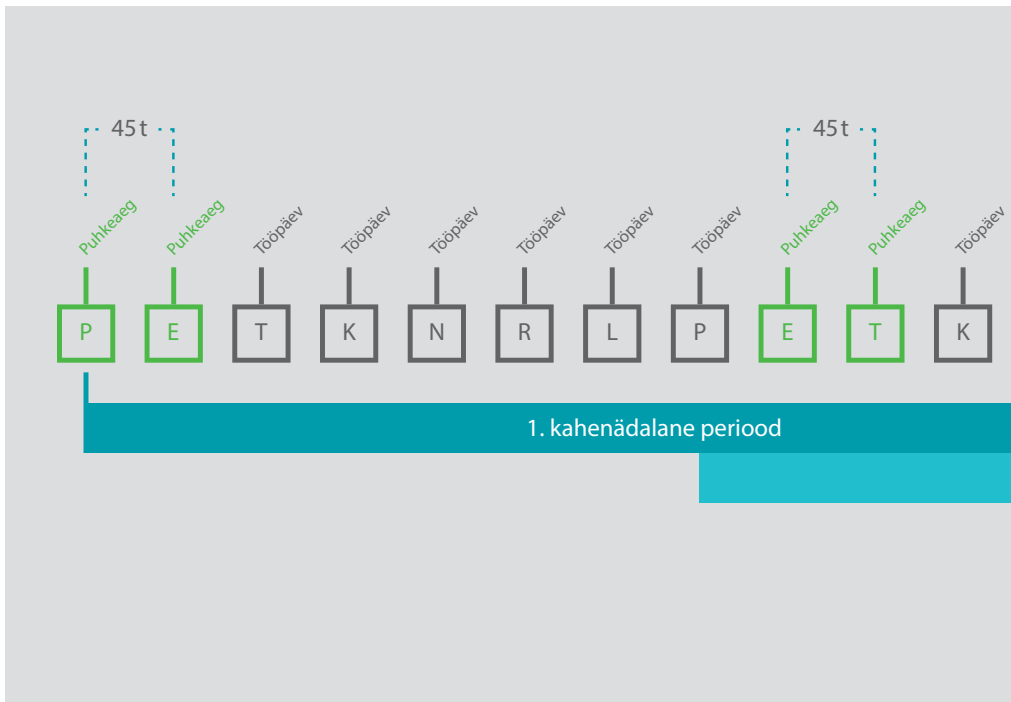 45 t 45 t
Puhkeaeg Puhkeaeg Tööpäev Tööpäev Tööpäev Tööpäev Tööpäev Tööpäev Puhkeaeg Puhkeaeg Tööpäev
P E T K N R L P E T K
1. kahenädalane periood